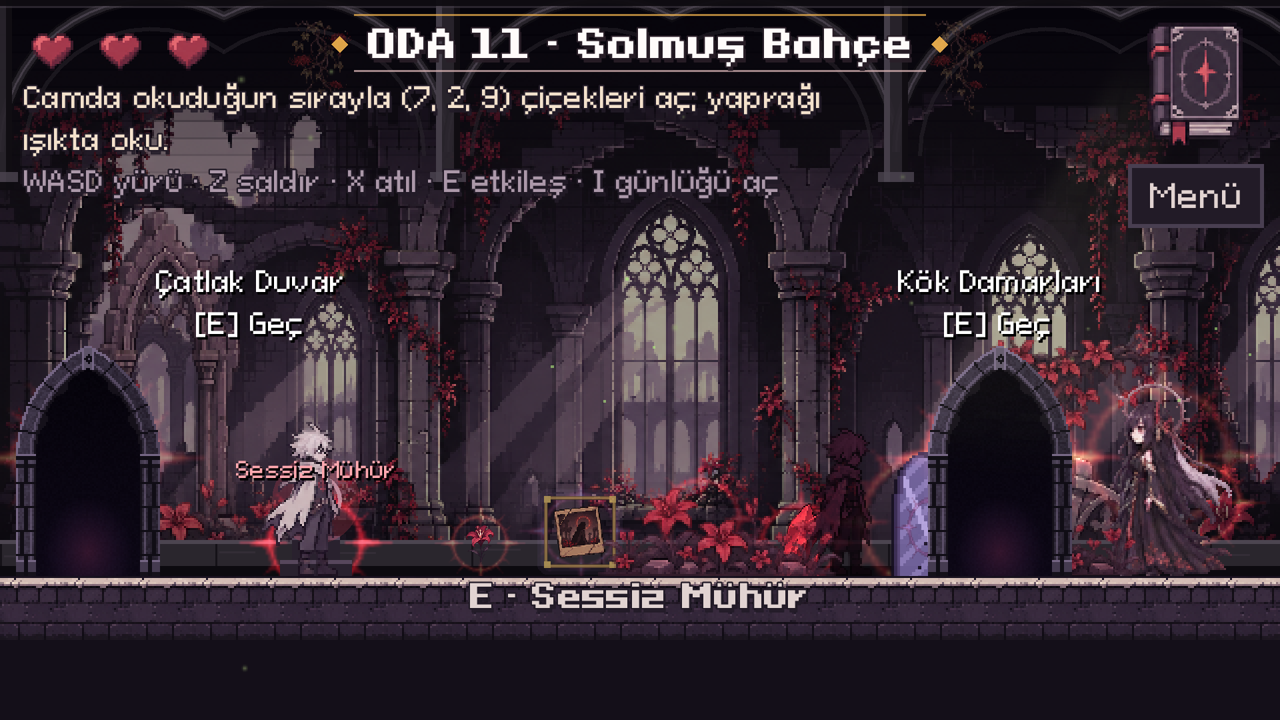 ODA 11 · Solmuş Bahçe
Camda okuduğun sırayla (7, 2, 9) çiçekleri aç; yaprağı
ışıkta oku.
WASD yürü · Z saldır · X atıl · E etkileş · I günlüğü aç
Menü
Çatlak Duvar
[E] Geç
Kök Damarları
[E] Geç
Sessiz Mühür
E · Sessiz Mühür